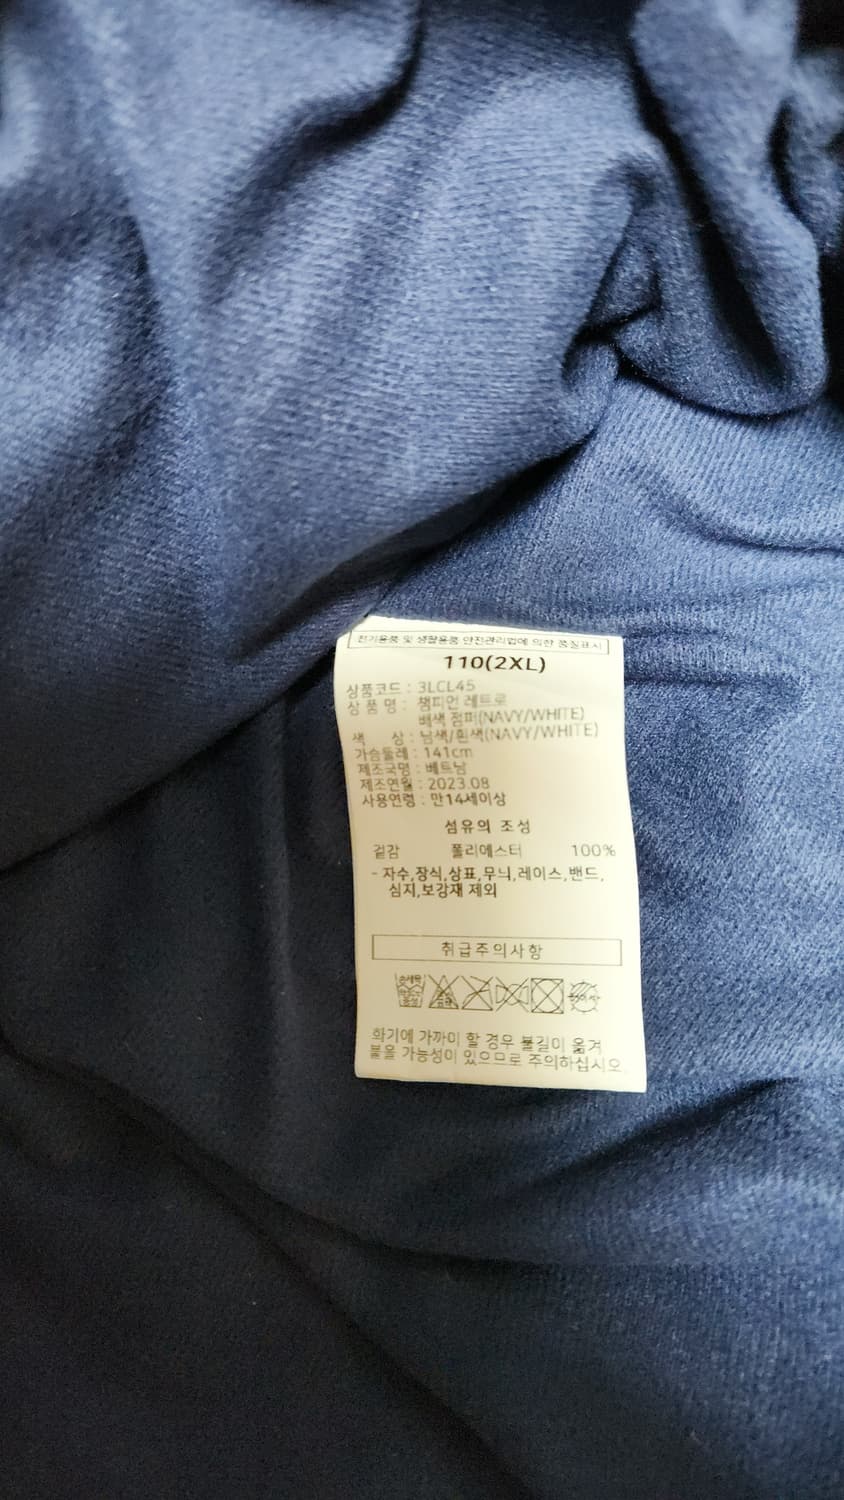 전기용품 및 생활용품 안전관리법에 의한 품질표시
110(2XL)
상품코드 : 3LCL45
상 품 명 : 챔피언 레트로
배색 점퍼(NAVY/WHITE)
색 상 : 남색/흰색(NAVY/WHITE)
가슴둘레 : 141cm
제조국명 : 베트남
제조연월 : 2023.08
사용연령 : 만14세이상
섬유의 조성
겉감 폴리에스터 100%
- 자수,장식,상표,무늬,레이스,밴드,
심지,보강재 제외
취급주의사항
손세탁
중성
화기에 가까이 할 경우 불길이 옮겨
붙을 가능성이 있으므로 주의하십시오.